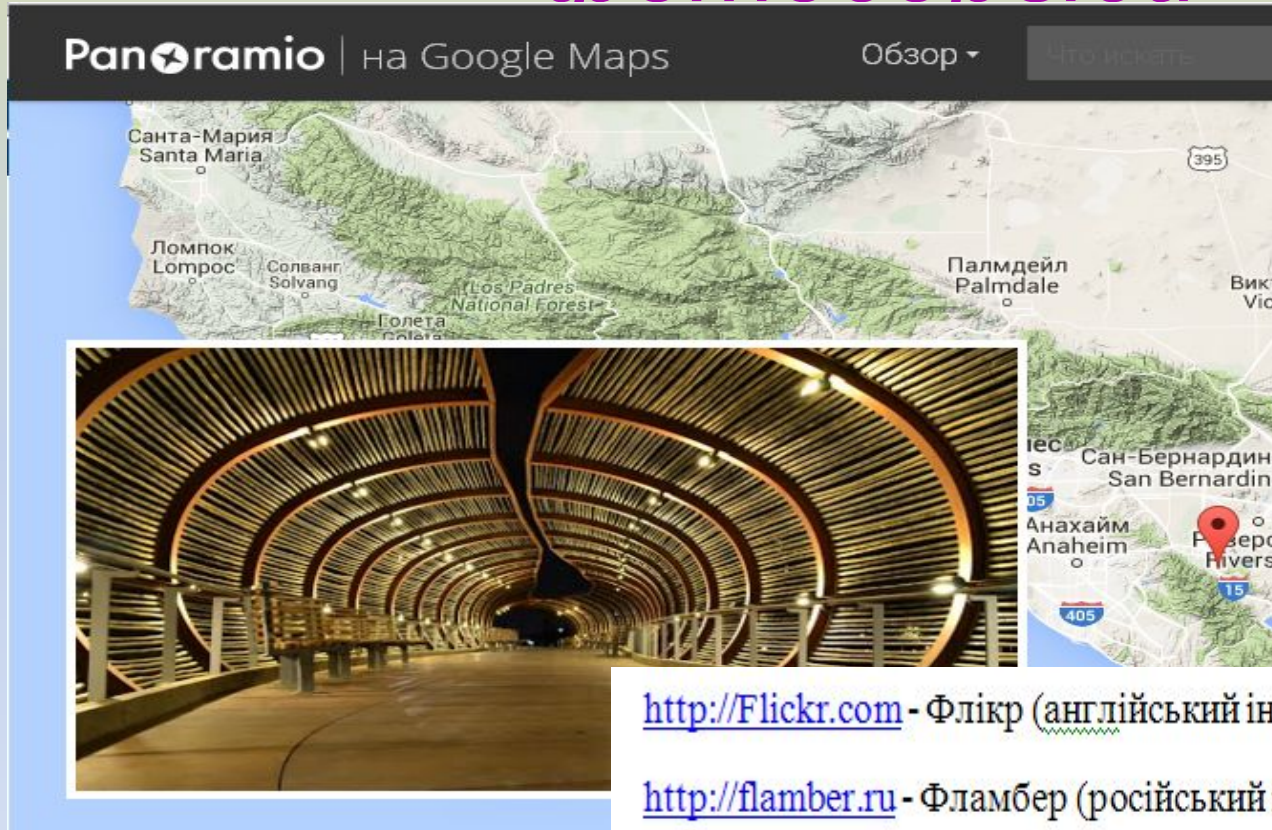 Panoramio | на Google Maps
Обзор
Что искать
Санта-Мария
Santa Maria
395
Ломпок
Lompoc
Солванг
Solvang
Los Padres
National Forest
Палмдейл
Palmdale
Голета
Goleta
Сан-Бернардин
San Bernardin
Анахайм
Anaheim
15
405
http://Flickr.com - Флікр (англійський ін
http://flamber.ru - Фламбер (російський